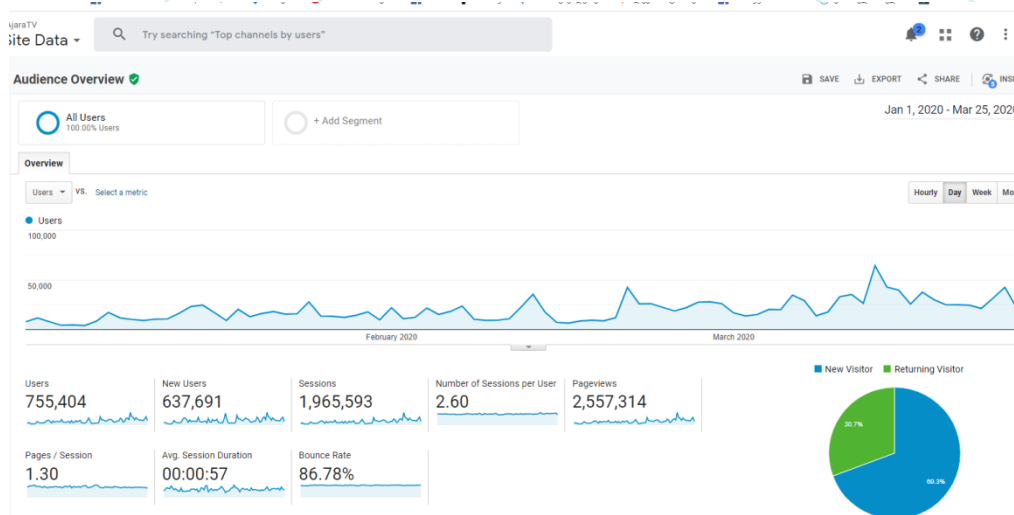 AjaraTV
Site Data
Try searching "Top channels by users"
2
Audience Overview
SAVE
EXPORT
SHARE
INSI
3
All Users
100.00% Users
+ Add Segment
Jan 1, 2020 - Mar 25, 2020
Overview
Users
VS.
Select a metric
Hourly
Day
Week
Mo
Users
100,000
50,000
February 2020
March 2020
New Visitor
Returning Visitor
Users
New Users
Sessions
Number of Sessions per User
Pageviews
755,404
637,691
1,965,593
2.60
2,557,314
30.7%
69.3%
Pages / Session
Avg. Session Duration
Bounce Rate
1.30
00:00:57
86.78%